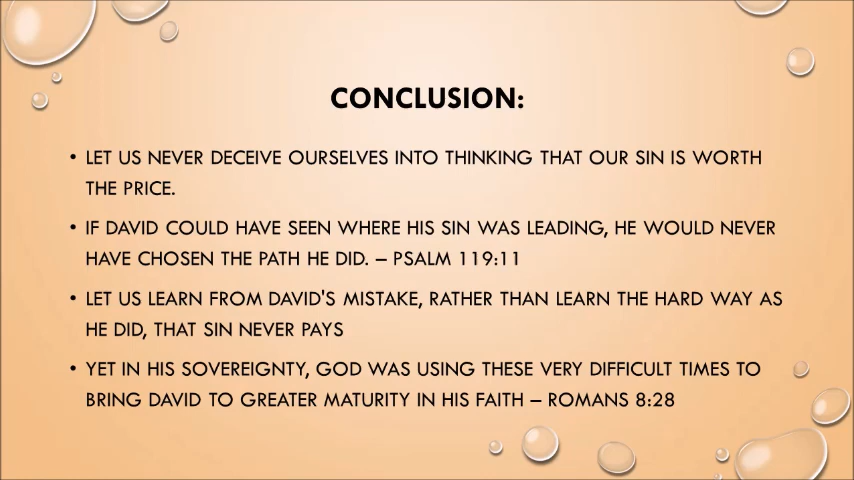 CONCLUSION:
• LET US NEVER DECEIVE OURSELVES INTO THINKING THAT OUR SIN IS WORTH
THE PRICE.
• IF DAVID COULD HAVE SEEN WHERE HIS SIN WAS LEADING, HE WOULD NEVER
HAVE CHOSEN THE PATH HE DID. – PSALM 119:11
• LET US LEARN FROM DAVID'S MISTAKE, RATHER THAN LEARN THE HARD WAY AS
HE DID, THAT SIN NEVER PAYS
• YET IN HIS SOVEREIGNTY, GOD WAS USING THESE VERY DIFFICULT TIMES TO
BRING DAVID TO GREATER MATURITY IN HIS FAITH – ROMANS 8:28